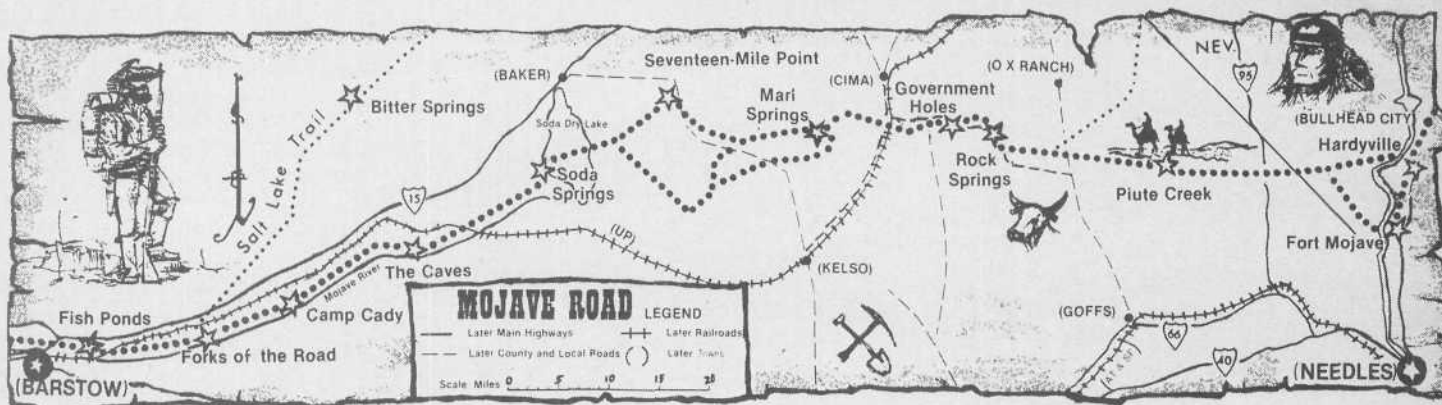 Salt Lake Trail
Bitter Springs
(BAKER)
Seventeen-Mile Point
Soda Dry Lake
Mari
Springs
(CIMA)
Government
Holes
(O X RANCH)
NEV.
95
(BULLHEAD CITY)
Hardyville
15
Soda
Springs
Rock
Springs
Piute Creek
Fort Mojave
(UP)
The Caves
Mojave River
(KELSO)
Fish Ponds
Camp Cady
Forks of the Road
(BARSTOW)
MOJAVE ROAD LEGEND
Later Main Highways Later Railroads
Later County and Local Roads ( ) Later Towns
Scale Miles 0 5 10 15 20
(GOFFS)
66
(AT & SF)
40
(NEEDLES)